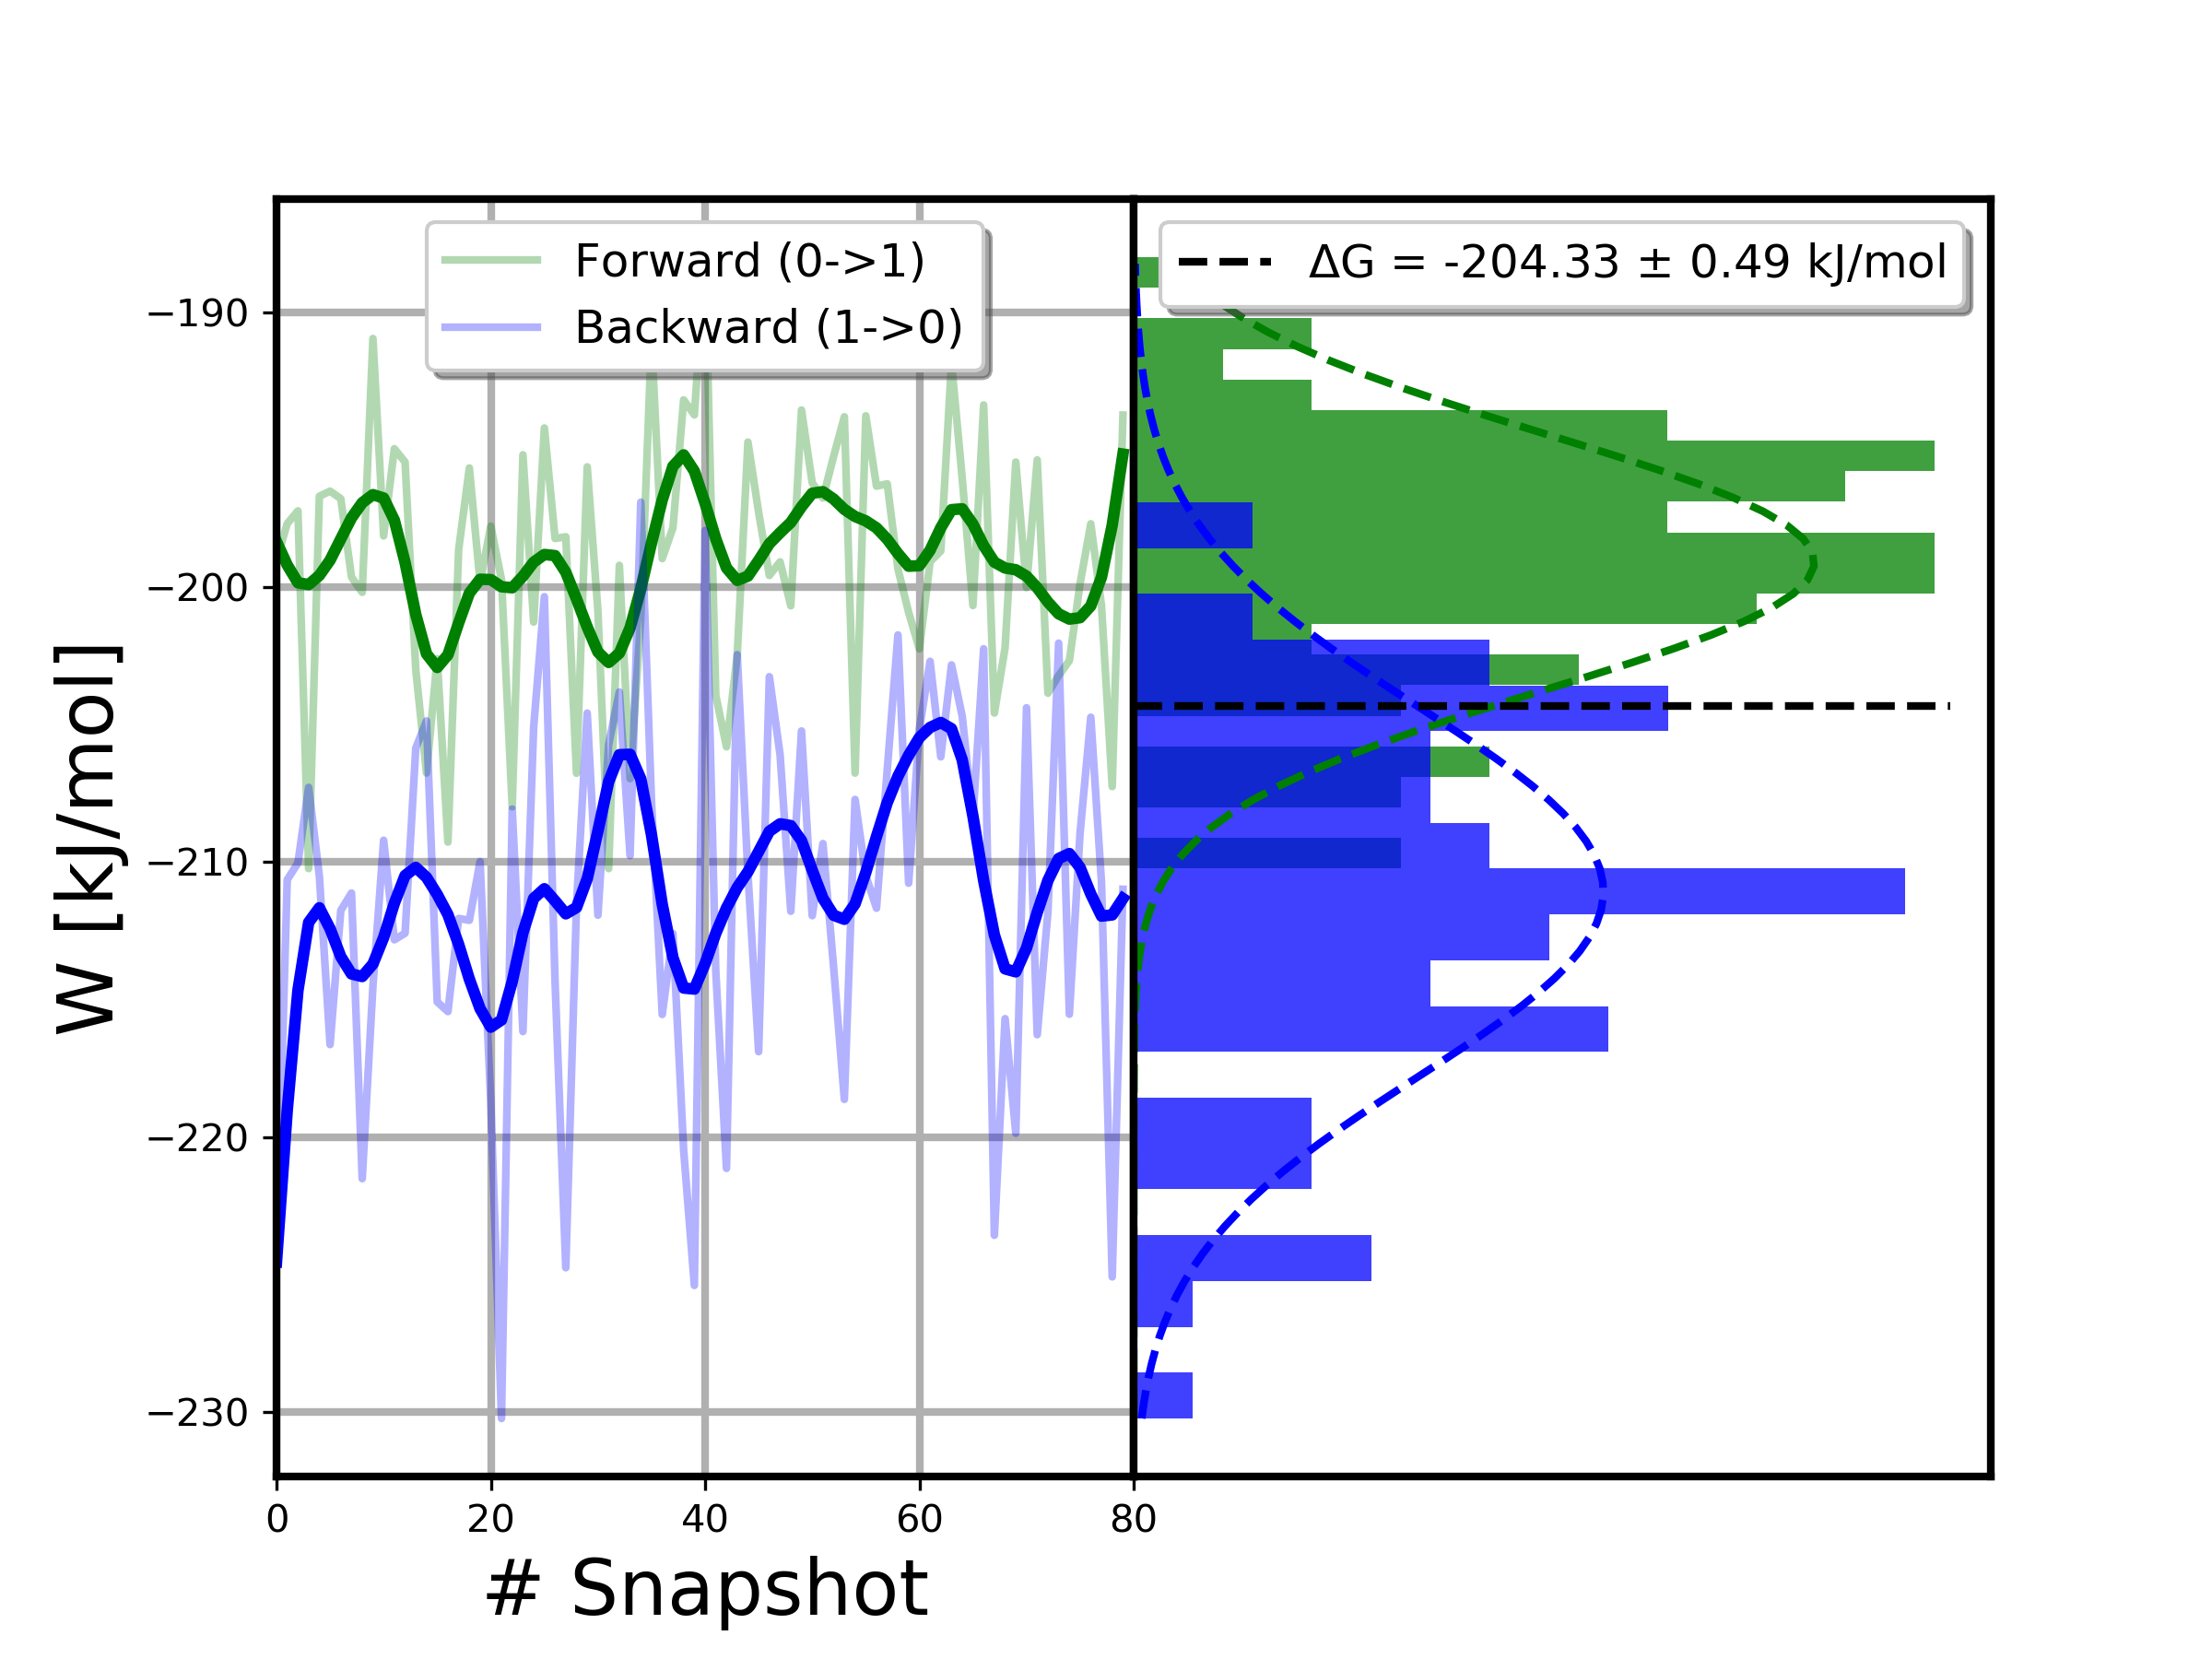 Forward (0->1)
Backward (1->0)
ΔG = -204.33 ± 0.49 kJ/mol
−190
−200
−210
−220
−230
W [kJ/mol]
0 20 40 60 80
# Snapshot